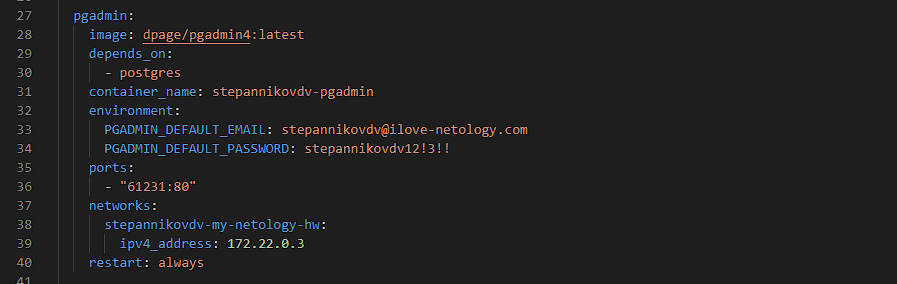 27 pgadmin:
28 image: dpage/pgadmin4:latest
29 depends_on:
30 - postgres
31 container_name: stepannikovdv-pgadmin
32 environment:
33 PGADMIN_DEFAULT_EMAIL: stepannikovdv@ilove-netology.com
34 PGADMIN_DEFAULT_PASSWORD: stepannikovdv12!3!!
35 ports:
36 - "61231:80"
37 networks:
38 stepannikovdv-my-netology-hw:
39 ipv4_address: 172.22.0.3
40 restart: always
41